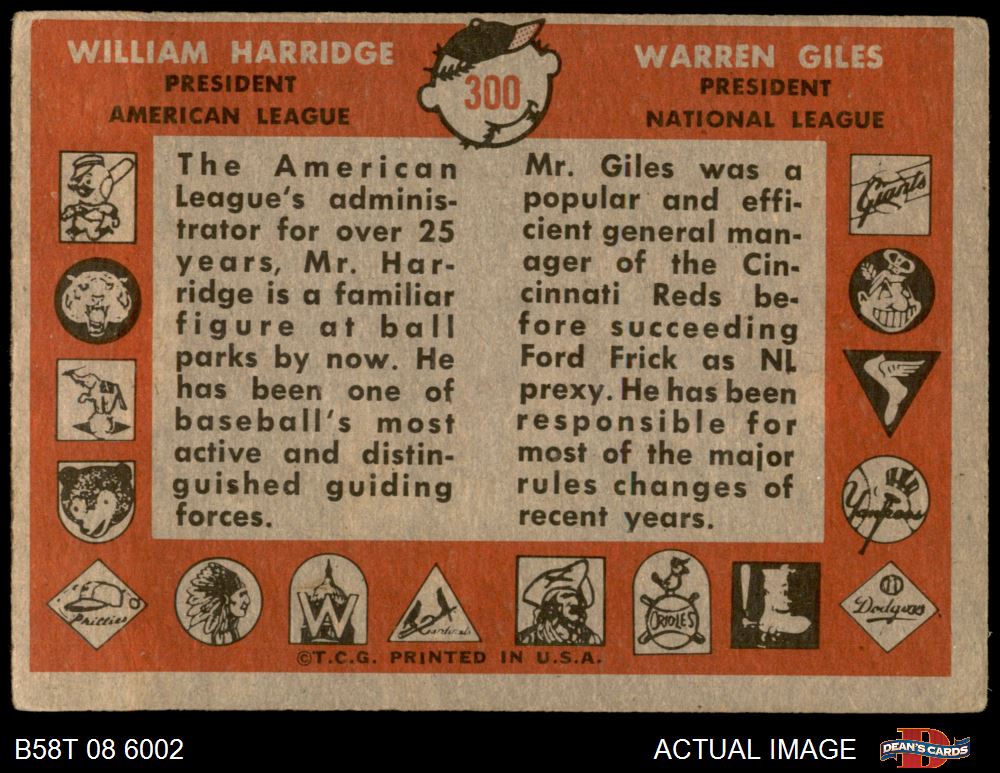 WILLIAM HARRIDGE
PRESIDENT
AMERICAN LEAGUE
300
WARREN GILES
PRESIDENT
NATIONAL LEAGUE
The American
League's adminis-
trator for over 25
years, Mr. Har-
ridge is a familiar
figure at ball
parks by now. He
has been one of
baseball's most
active and distin-
guished guiding
forces.
Mr. Giles was a
popular and effi-
cient general man-
ager of the Cin-
cinnati Reds be-
fore succeeding
Ford Frick as NL
prexy. He has been
responsible for
most of the major
rules changes of
recent years.
Giants
Yankees
Phillies
W
Cardinals
ORIOLES
Dodgers
©T.C.G. PRINTED IN U.S.A.
B58T 08 6002
ACTUAL IMAGE
DEAN'S CARDS